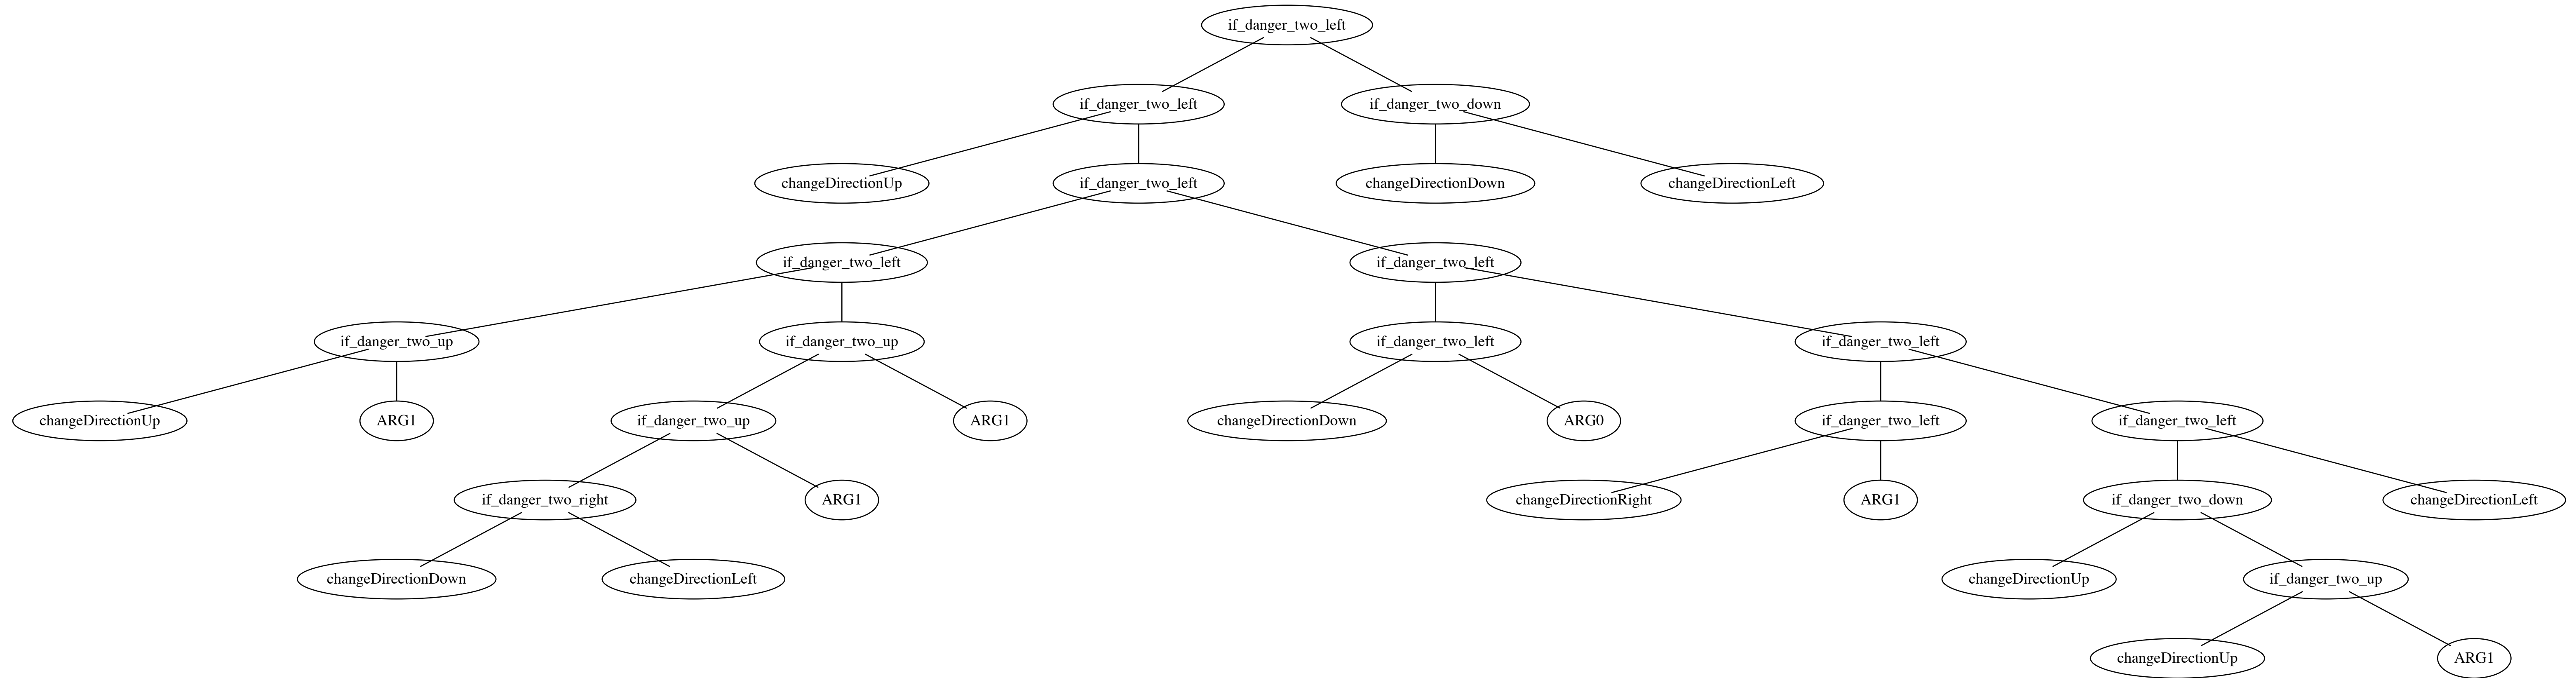 if_danger_two_left
if_danger_two_left
if_danger_two_down
changeDirectionUp
if_danger_two_left
changeDirectionDown
changeDirectionLeft
if_danger_two_left
if_danger_two_left
if_danger_two_up
if_danger_two_up
if_danger_two_left
if_danger_two_left
changeDirectionUp
ARG1
if_danger_two_up
ARG1
changeDirectionDown
ARG0
if_danger_two_left
if_danger_two_left
if_danger_two_right
ARG1
changeDirectionRight
ARG1
if_danger_two_down
changeDirectionLeft
changeDirectionDown
changeDirectionLeft
changeDirectionUp
if_danger_two_up
changeDirectionUp
ARG1